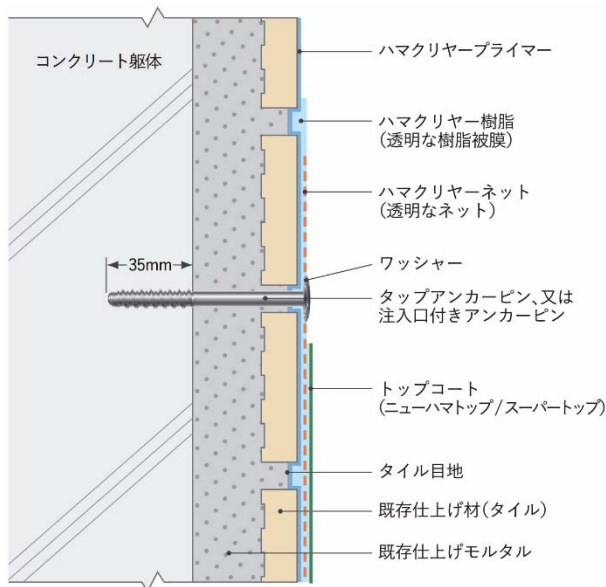 コンクリート躯体
ハマクリヤープライマー
ハマクリヤー樹脂
(透明な樹脂被膜)
ハマクリヤーネット
(透明なネット)
35mm
ワッシャー
タップアンカーピン、又は
注入口付きアンカーピン
トップコート
(ニューハマトップ/スーパートップ)
タイル目地
既存仕上げ材(タイル)
既存仕上げモルタル